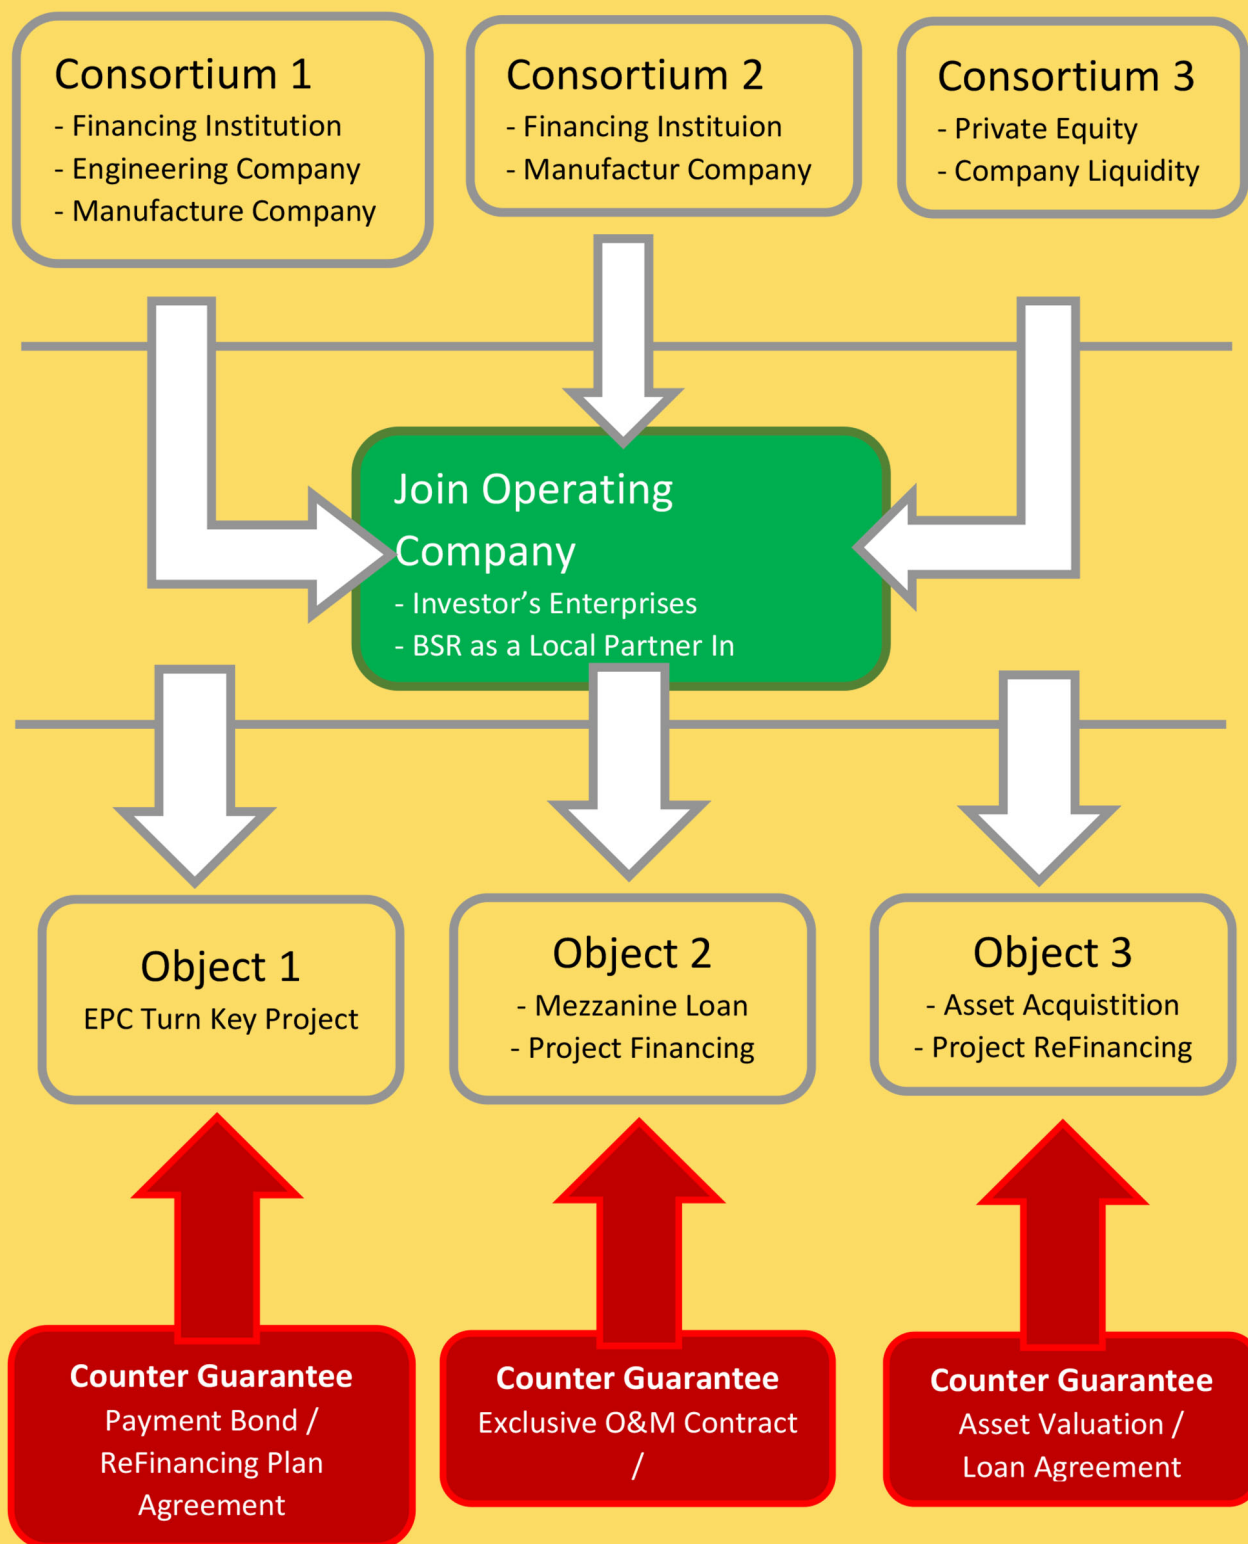 Consortium 1
- Financing Institution
- Engineering Company
- Manufacture Company
Consortium 2
- Financing Instituion
- Manufactur Company
Consortium 3
- Private Equity
- Company Liquidity
Join Operating
Company
- Investor’s Enterprises
- BSR as a Local Partner In
Object 1
EPC Turn Key Project
Object 2
- Mezzanine Loan
- Project Financing
Object 3
- Asset Acquistition
- Project ReFinancing
Counter Guarantee
Payment Bond /
ReFinancing Plan
Agreement
Counter Guarantee
Exclusive O&M Contract
/
Counter Guarantee
Asset Valuation /
Loan Agreement